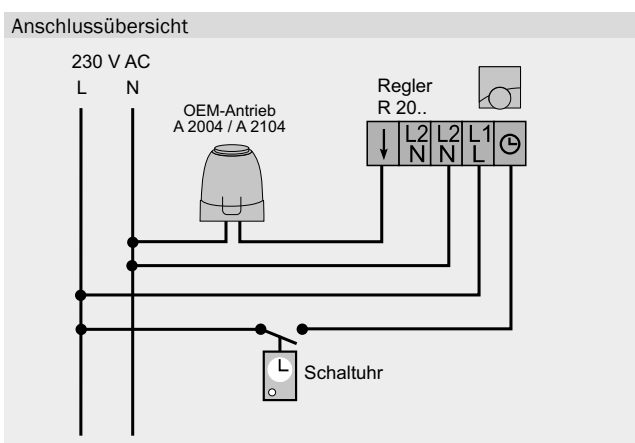 Anschlussübersicht
230 V AC
L N
OEM-Antrieb
A 2004 / A 2104
Regler
R 20..
L2 L2 L1
N N L
Schaltuhr